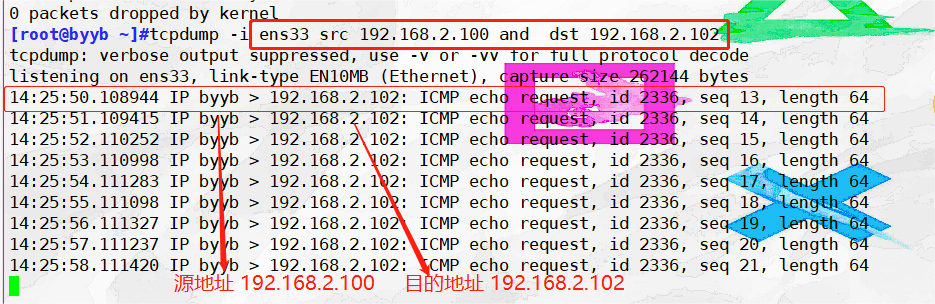 0 packets dropped by kernel
[root@byyb ~]#tcpdump -i ens33 src 192.168.2.100 and  dst 192.168.2.102
tcpdump: verbose output suppressed, use -v or -vv for full protocol decode
listening on ens33, link-type EN10MB (Ethernet), capture size 262144 bytes
14:25:50.108944 IP byyb > 192.168.2.102: ICMP echo request, id 2336, seq 13, length 64
14:25:51.109415 IP byyb > 192.168.2.102: ICMP echo request, id 2336, seq 14, length 64
14:25:52.110252 IP byyb > 192.168.2.102: ICMP echo request, id 2336, seq 15, length 64
14:25:53.110998 IP byyb > 192.168.2.102: ICMP echo request, id 2336, seq 16, length 64
14:25:54.111283 IP byyb > 192.168.2.102: ICMP echo request, id 2336, seq 17, length 64
14:25:55.111098 IP byyb > 192.168.2.102: ICMP echo request, id 2336, seq 18, length 64
14:25:56.111327 IP byyb > 192.168.2.102: ICMP echo request, id 2336, seq 19, length 64
14:25:57.111237 IP byyb > 192.168.2.102: ICMP echo request, id 2336, seq 20, length 64
14:25:58.111420 IP byyb > 192.168.2.102: ICMP echo request, id 2336, seq 21, length 64
源地址 192.168.2.100 目的地址 192.168.2.102